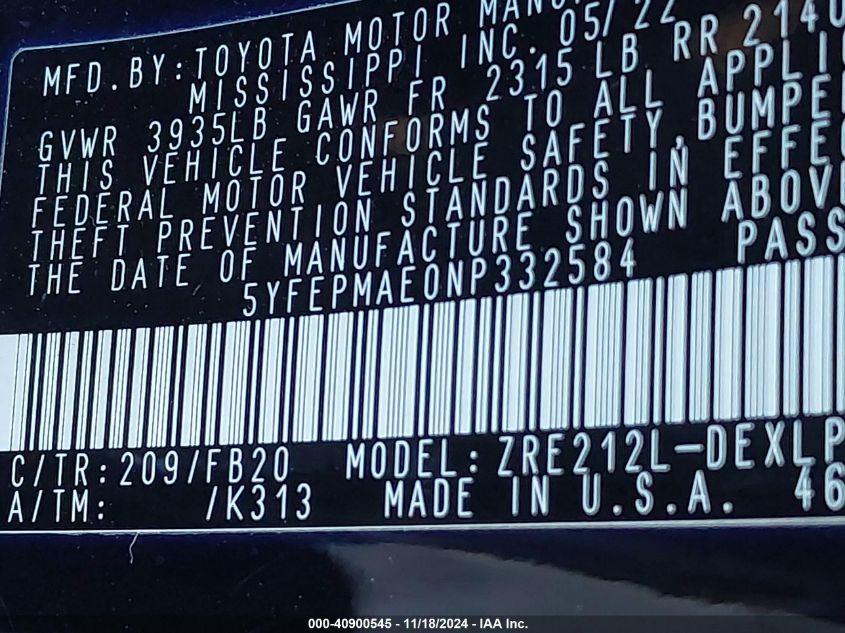 MFD.BY:TOYOTA MOTOR MANU
MISSISSIPPI INC. 05/22
GVWR 3935LB GAWR FR 2315 LB RR 2140
THIS VEHICLE CONFORMS TO ALL APPLI
FEDERAL MOTOR VEHICLE SAFETY,BUMPE
THEFT PREVENTION STANDARDS IN EFFE
THE DATE OF MANUFACTURE SHOWN ABOV
5YFEPMAE0NP332584 PASS
C/TR:209/FB20 MODEL:ZRE212L-DEXLP
A/TM: /K313 MADE IN U.S.A. 46
000-40900545 - 11/18/2024 - IAA Inc.